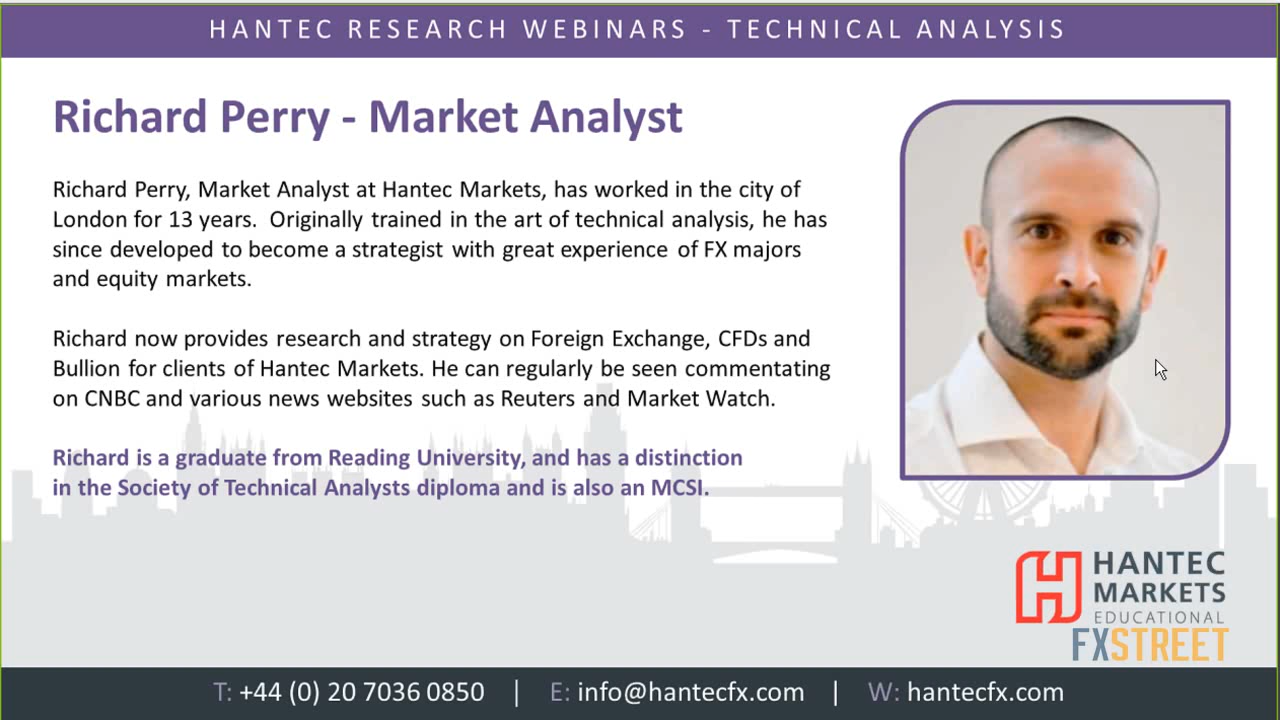 HANTEC RESEARCH WEBINARS - TECHNICAL ANALYSIS
Richard Perry - Market Analyst
Richard Perry, Market Analyst at Hantec Markets, has worked in the city of
London for 13 years. Originally trained in the art of technical analysis, he has
since developed to become a strategist with great experience of FX majors
and equity markets.
Richard now provides research and strategy on Foreign Exchange, CFDs and
Bullion for clients of Hantec Markets. He can regularly be seen commentating
on CNBC and various news websites such as Reuters and Market Watch.
Richard is a graduate from Reading University, and has a distinction
in the Society of Technical Analysts diploma and is also an MCSI.
HANTEC
MARKETS
EDUCATIONAL
FXSTREET
T: +44 (0) 20 7036 0850 | E: info@hantecfx.com | W: hantecfx.com